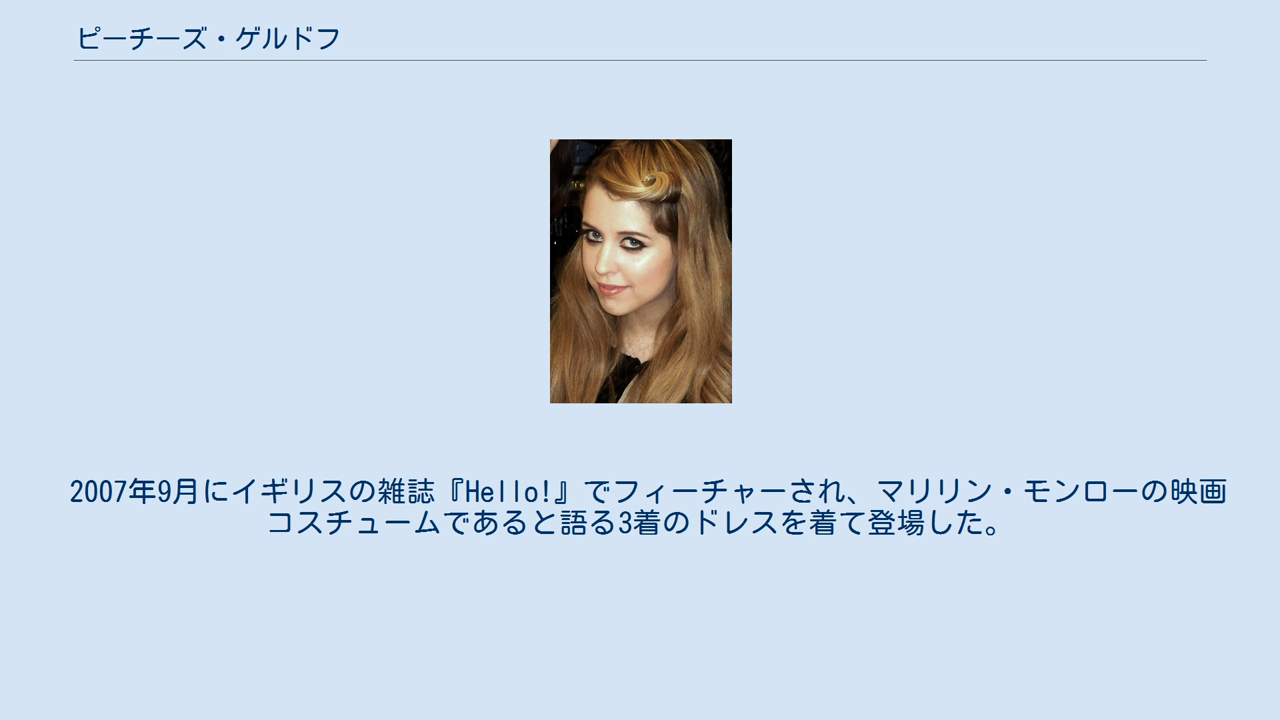 ピーチーズ・ゲルドフ
2007年9月にイギリスの雑誌『Hello!』でフィーチャーされ、マリリン・モンローの映画
コスチュームであると語る3着のドレスを着て登場した。